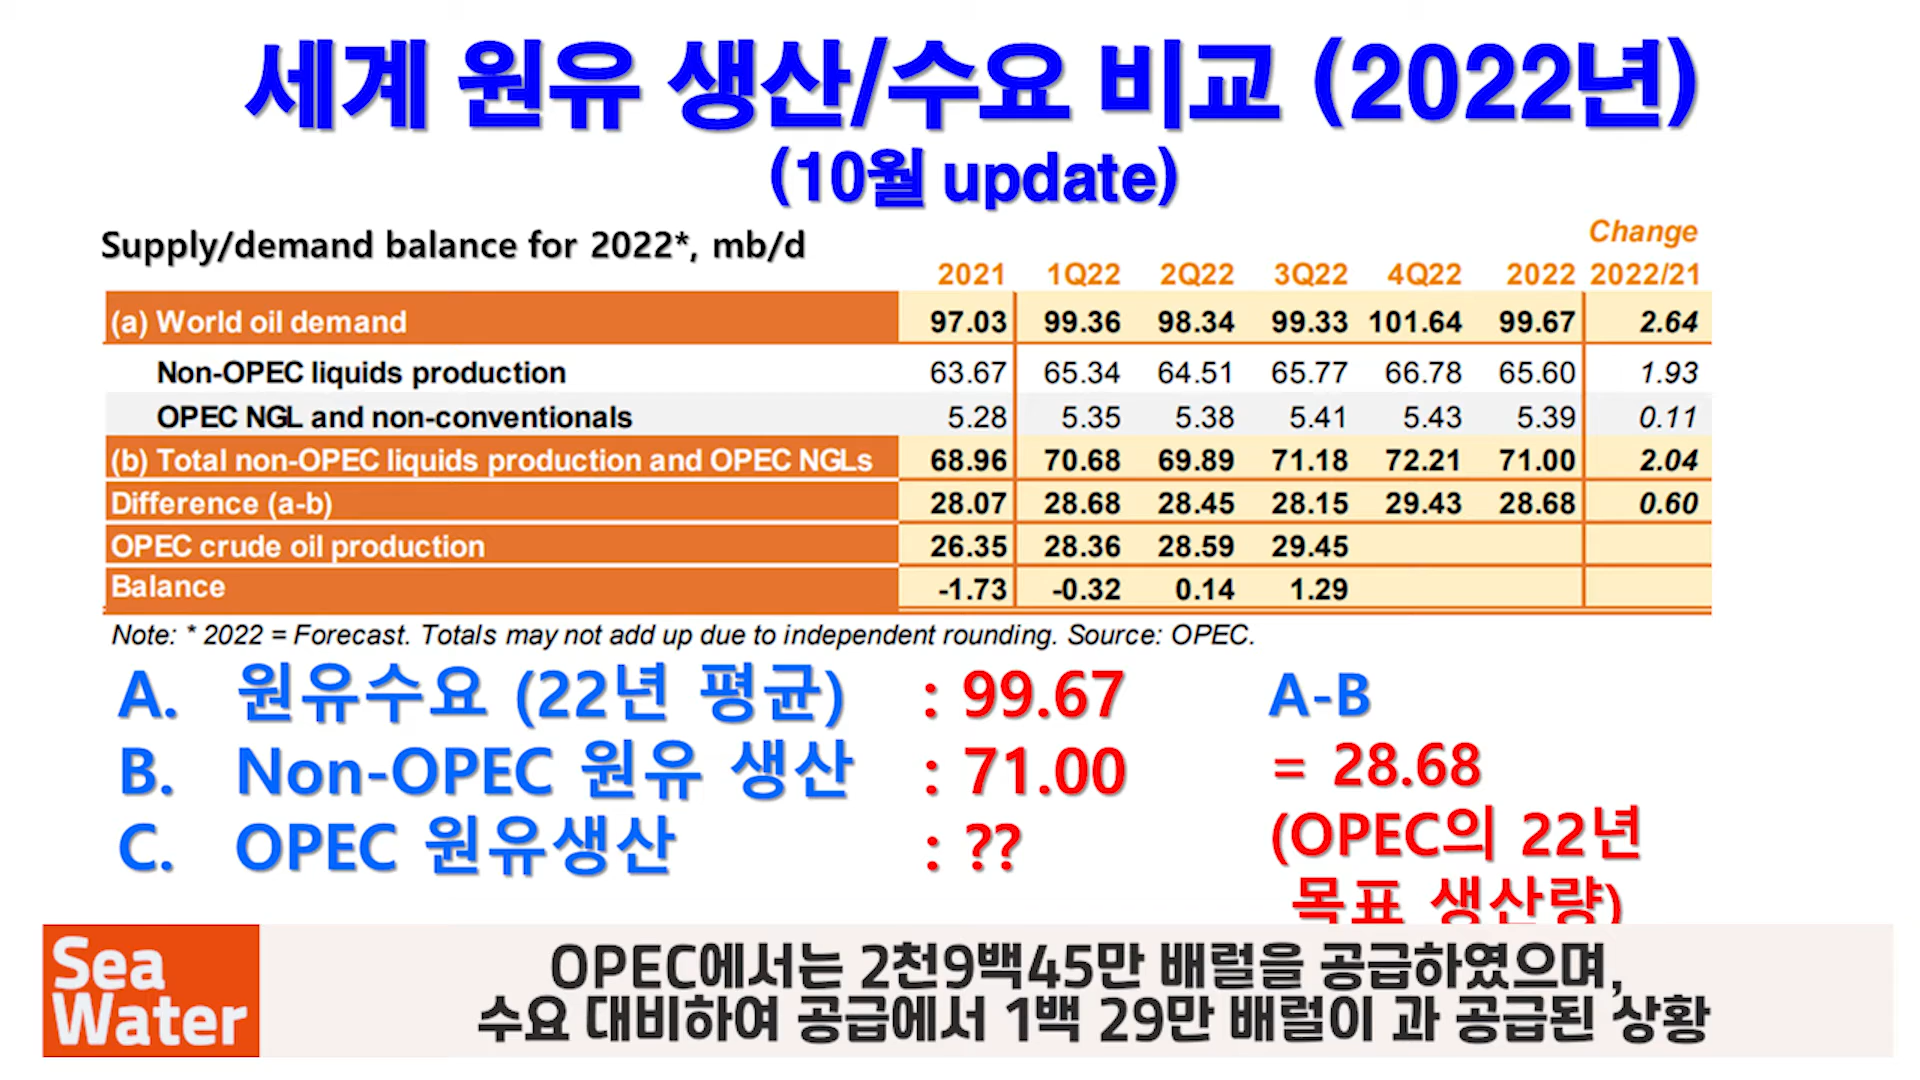 세계 원유 생산/수요 비교 (2022년)
(10월 update)
Supply/demand balance for 2022*, mb/d
Change
2021 1Q22 2Q22 3Q22 4Q22 2022 2022/21
(a) World oil demand 97.03 99.36 98.34 99.33 101.64 99.67 2.64
Non-OPEC liquids production 63.67 65.34 64.51 65.77 66.78 65.60 1.93
OPEC NGL and non-conventionals 5.28 5.35 5.38 5.41 5.43 5.39 0.11
(b) Total non-OPEC liquids production and OPEC NGLs 68.96 70.68 69.89 71.18 72.21 71.00 2.04
Difference (a-b) 28.07 28.68 28.45 28.15 29.43 28.68 0.60
OPEC crude oil production 26.35 28.36 28.59 29.45
Balance -1.73 -0.32 0.14 1.29
Note: * 2022 = Forecast. Totals may not add up due to independent rounding. Source: OPEC.
A. 원유수요 (22년 평균) : 99.67
B. Non-OPEC 원유 생산 : 71.00
C. OPEC 원유생산 : ??
A-B
= 28.68
(OPEC의 22년
목표 생산량)
Sea
Water
OPEC에서는 2천9백45만 배럴을 공급하였으며,
수요 대비하여 공급에서 1백 29만 배럴이 과 공급된 상황